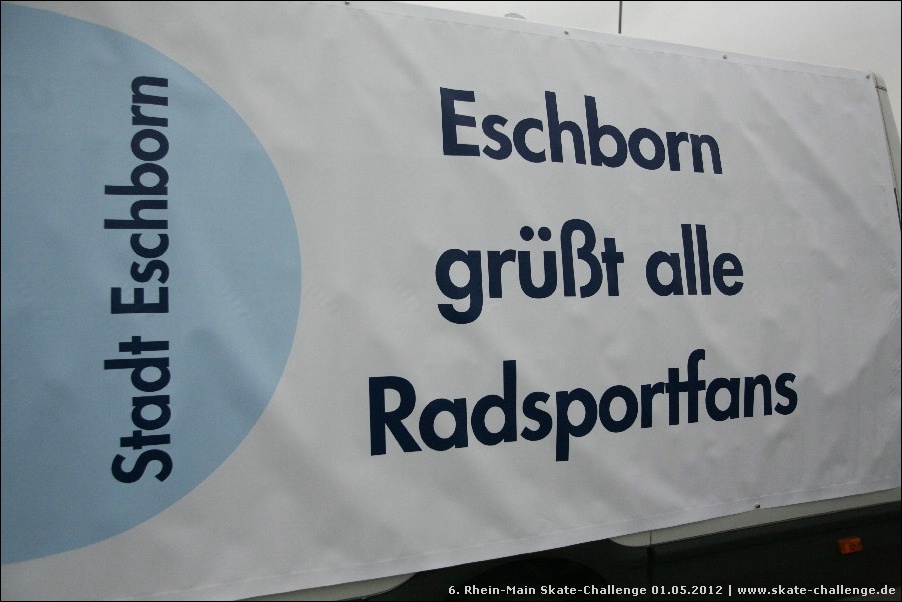 Stadt Eschborn
Eschborn
grüßt alle
Radsportfans
6. Rhein-Main Skate-Challenge 01.05.2012 | www.skate-challenge.de